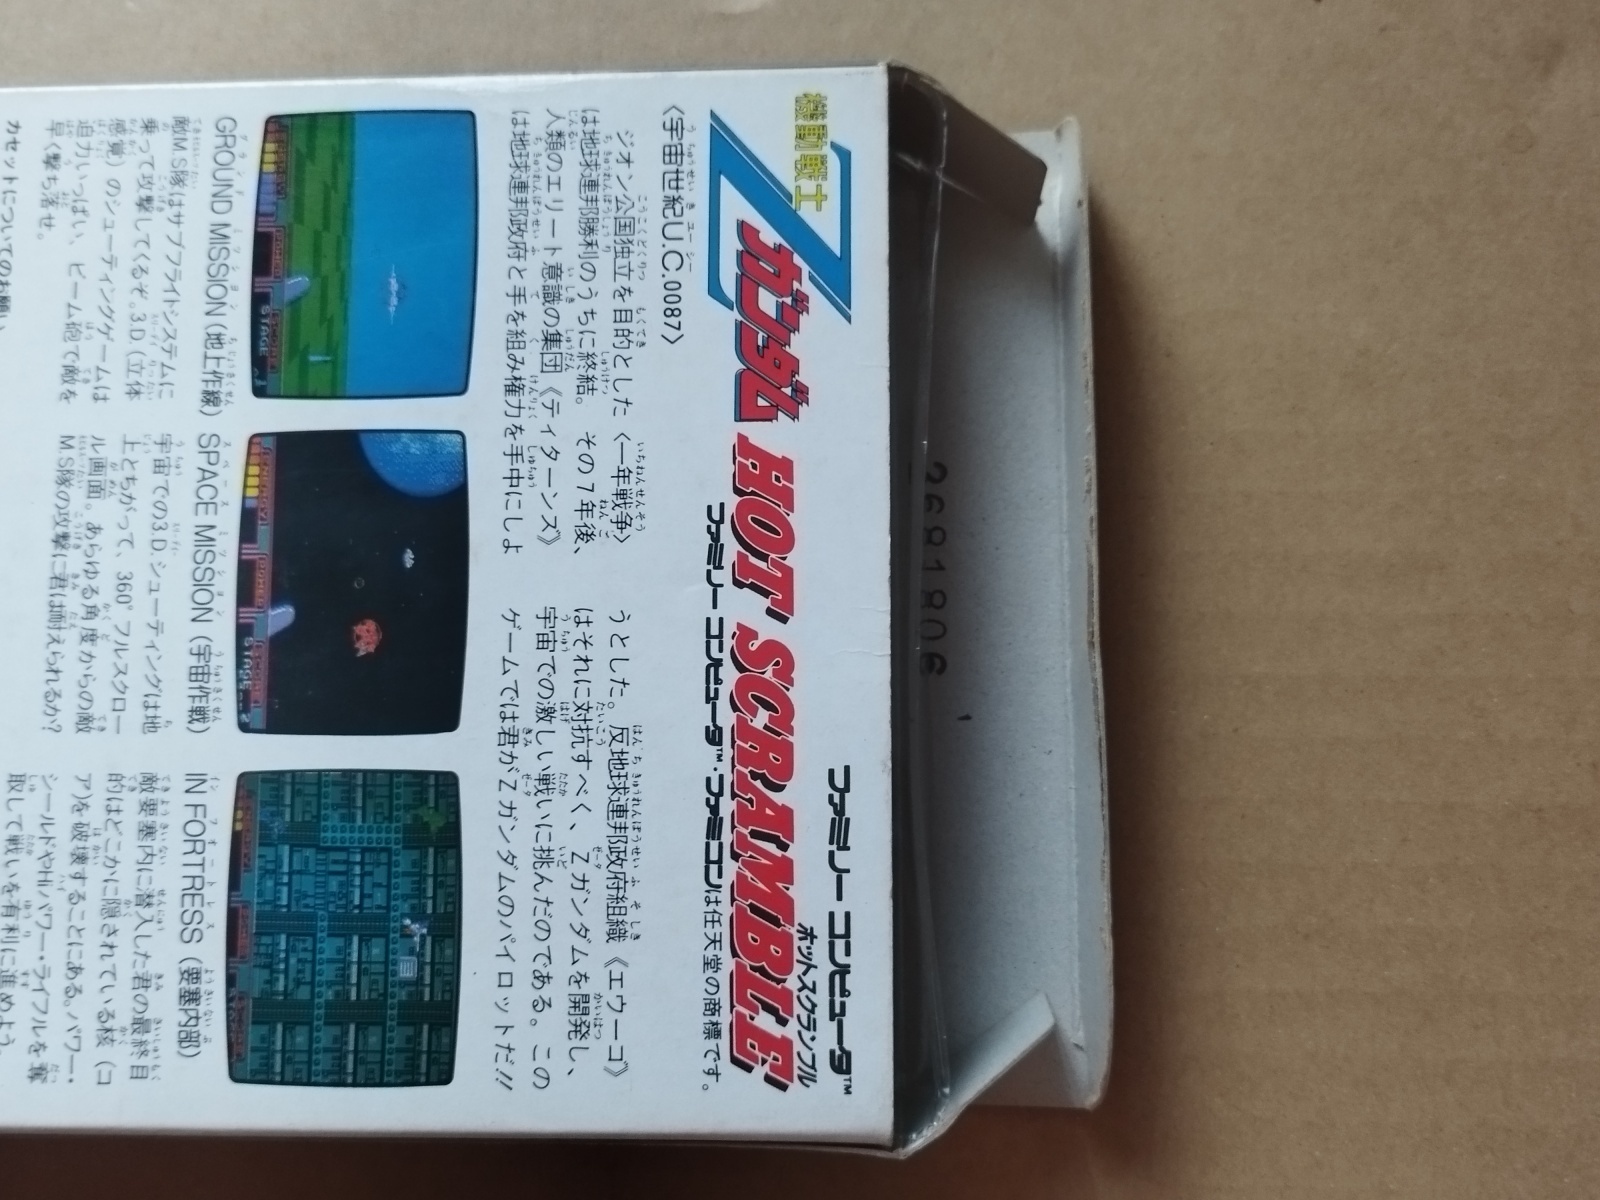 機動戦士
Zガンダム HOT SCRAMBLE
ホットスクランブル
ファミリー コンピュータ™
ファミリー コンピュータ™・ファミコンは任天堂の商標です。
〈宇宙世紀U.C.0087〉
ジオン公国独立を目的とした〈一年戦争〉
は地球連邦勝利のうちに終結。その7年後、
人類のエリート意識の集団《ティターンズ》
は地球連邦政府と手を組み権力を手中にしよ
うとした。反地球連邦政府組織《エウーゴ》
はそれに対抗すべく、Zガンダムを開発し、
宇宙での激しい戦いに挑んだのである。この
ゲームでは君がZガンダムのパイロットだ!!
GROUND MISSION (地上作線)
敵M.S隊はサブフライトシステムに
乗って攻撃してくるぞ。3.D.(立体
感覚)のシューティングゲームは
迫力いっぱい、ビーム砲で敵を
早く撃ち落せ。
SPACE MISSION (宇宙作戦)
宇宙での3.D.シューティングは地
上とちがって、360°フルスクロー
ル画面。あらゆる角度からの敵
M.S隊の攻撃に君は耐えられるか?
IN FORTRESS (要塞内部)
敵要塞内に潜入した君の最終目
的はどこかに隠されている核(コ
ア)を破壊することにある。パワー・
シールドやHiパワー・ライフルを奪
取して戦いを有利に進めよう。
カセットについてのお願い
STAGE
STAGE
2681806